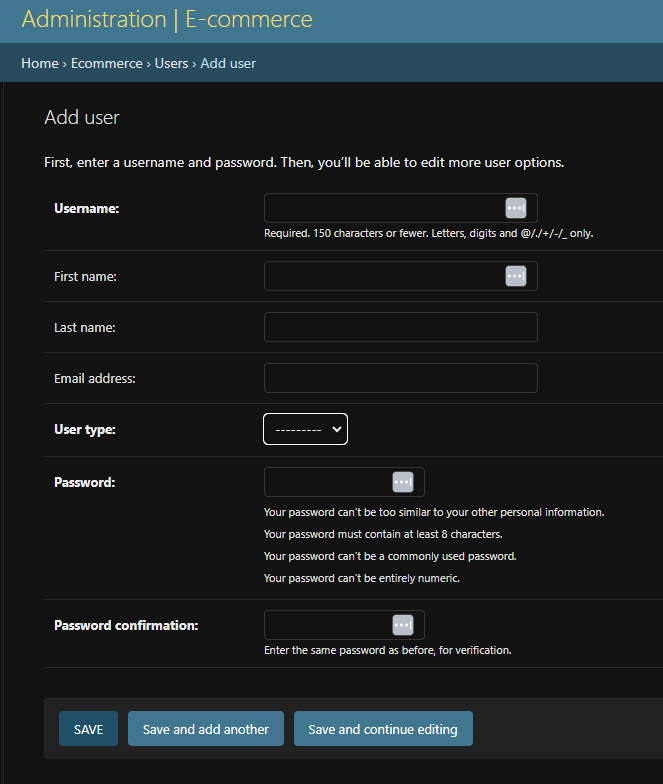 Administration | E-commerce
Home › Ecommerce › Users › Add user
Add user
First, enter a username and password. Then, you’ll be able to edit more user options.
Username:
Required. 150 characters or fewer. Letters, digits and @/./+/-/_ only.
First name:
Last name:
Email address:
User type:
---------
Password:
Your password can’t be too similar to your other personal information.
Your password must contain at least 8 characters.
Your password can’t be a commonly used password.
Your password can’t be entirely numeric.
Password confirmation:
Enter the same password as before, for verification.
SAVE Save and add another Save and continue editing